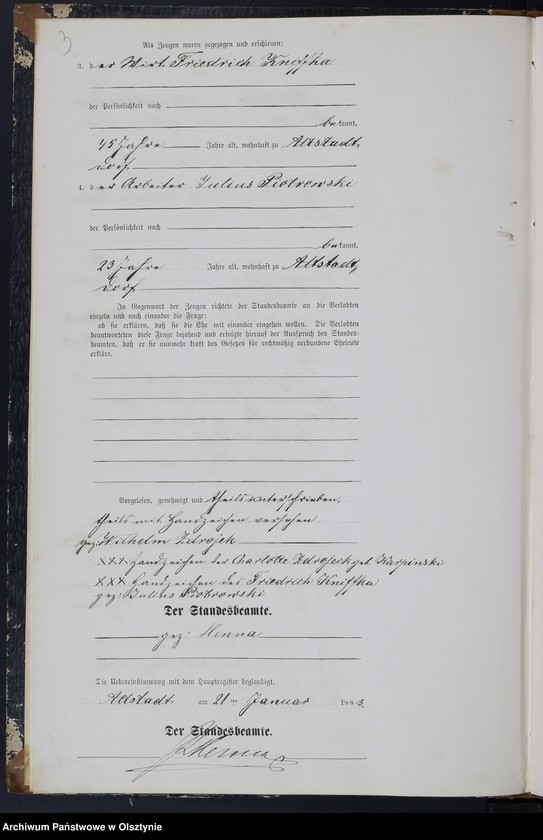 3
Als Zeugen waren zugezogen und erschienen:
3. der Wirt Friedrich Kniffka
der Persönlichkeit nach
bekannt,
45 Jahre Jahre alt, wohnhaft zu Altstadt,
Dorf.
4. der Arbeiter Julius Piotrowski
der Persönlichkeit nach
bekannt,
23 Jahre Jahre alt, wohnhaft zu Altstadt,
Dorf
In Gegenwart der Zeugen richtete der Standesbeamte an die Verlobten
einzeln und nach einander die Frage:
ob sie erklären, daß sie die Ehe mit einander eingehen wollen. Die Verlobten
beantworteten diese Frage bejahend und erfolgte hierauf der Ausspruch des Standes-
beamten, daß er sie nunmehr kraft des Gesetzes für rechtmäßig verbundene Eheleute
erkläre.
Vorgelesen, genehmigt und theils unterschrieben,
theils mit Handzeichen versehen
gez: Wilhelm Zdrojek
XXX Handzeichen der Charlotte Zdrojek geb. Karpinski
XXX Handzeichen des Friedrich Kniffka
gez: Julius Piotrowski
Der Standesbeamte.
gez: Henna
Die Uebereinstimmung mit dem Hauptregister beglaubigt.
Altstadt, am 21ten Januar 1883.
Der Standesbeamte.
Henna
Archiwum Państwowe w Olsztynie